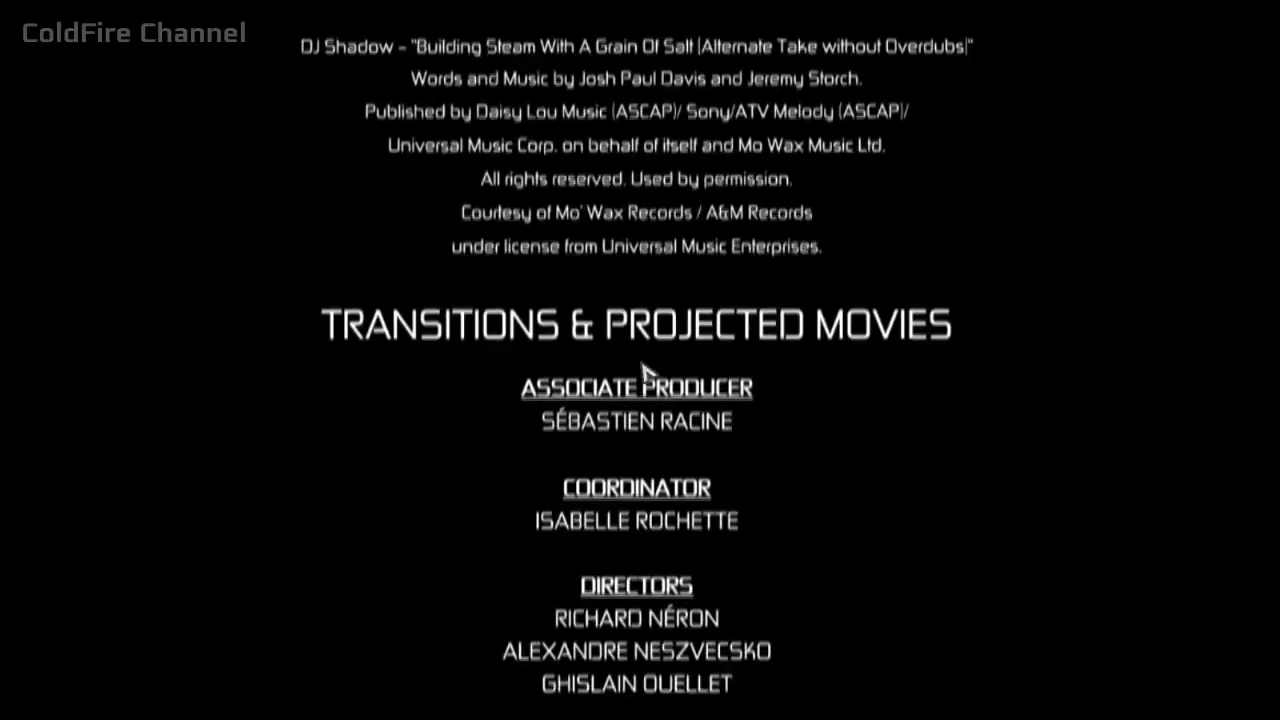 ColdFire Channel
DJ Shadow - "Building Steam With A Grain Of Salt [Alternate Take without Overdubs]"
Words and Music by Josh Paul Davis and Jeremy Storch.
Published by Daisy Lou Music (ASCAP)/ Sony/ATV Melody (ASCAP)/
Universal Music Corp. on behalf of itself and Mo Wax Music Ltd.
All rights reserved. Used by permission.
Courtesy of Mo' Wax Records / A&M Records
under license from Universal Music Enterprises.
TRANSITIONS & PROJECTED MOVIES
ASSOCIATE PRODUCER
SÉBASTIEN RACINE
COORDINATOR
ISABELLE ROCHETTE
DIRECTORS
RICHARD NÉRON
ALEXANDRE NESZVECSKO
GHISLAIN OUELLET